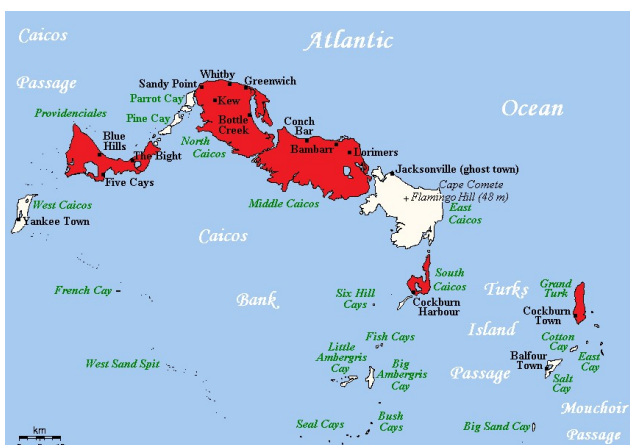 Caicos
Passage
Atlantic
Ocean
Whitby
Sandy Point
Greenwich
Parrot Cay
Kew
Providenciales
Pine Cay
Blue
Hills
Bottle
Creek
Conch
Bar
North
Caicos
Bambarr
Lorimers
The Bight
Five Cays
Jacksonville (ghost town)
Cape Comete
Flamingo Hill (48 m)
West Caicos
Middle Caicos
East
Caicos
Yankee Town
Caicos
Bank
South
Caicos
Turks
Island
Passage
Grand
Turk
French Cay
Six Hill
Cays
Cockburn
Harbour
Cockburn
Town
Fish Cays
Cotton
Cay
East
Cay
Little
Ambergris
Cay
Big
Ambergris
Cay
Balfour
Town
Salt
Cay
West Sand Spit
Mouchoir
Passage
Seal Cays
Bush
Cays
Big Sand Cay
km